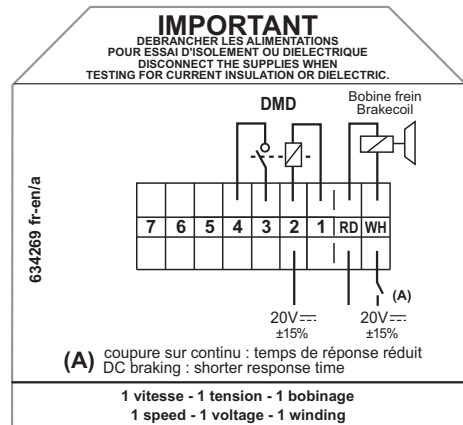 IMPORTANT
DEBRANCHER LES ALIMENTATIONS
POUR ESSAI D'ISOLEMENT OU DIELECTRIQUE
DISCONNECT THE SUPPLIES WHEN
TESTING FOR CURRENT INSULATION OR DIELECTRIC.
DMD
Bobine frein
Brakecoil
634269 fr-en/a
7 6 5 4 3 2 1 RD WH
(A)
20V 20V
±15% ±15%
(A) coupure sur continu : temps de réponse réduit
DC braking : shorter response time
1 vitesse - 1 tension - 1 bobinage
1 speed - 1 voltage - 1 winding